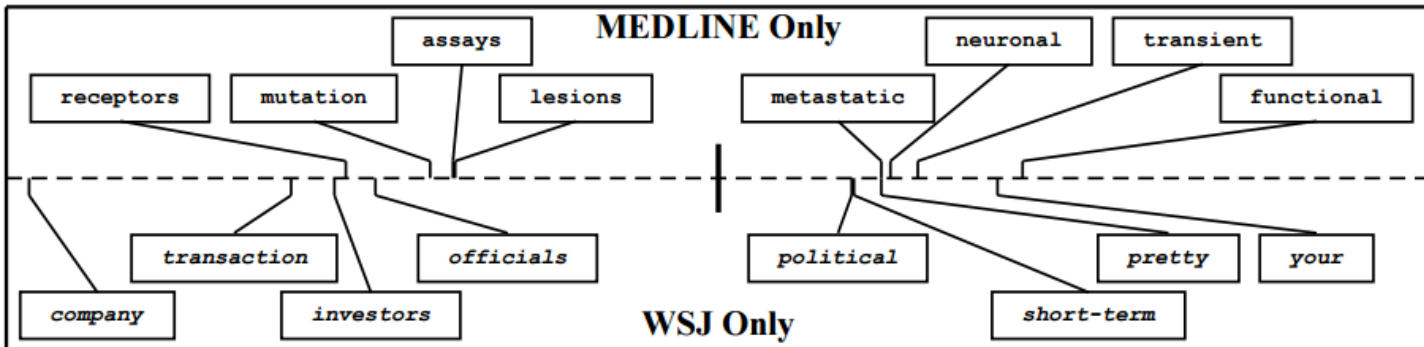 MEDLINE Only
assays
neuronal
transient
receptors
mutation
lesions
metastatic
functional
transaction
officials
political
pretty
your
company
investors
short-term
WSJ Only